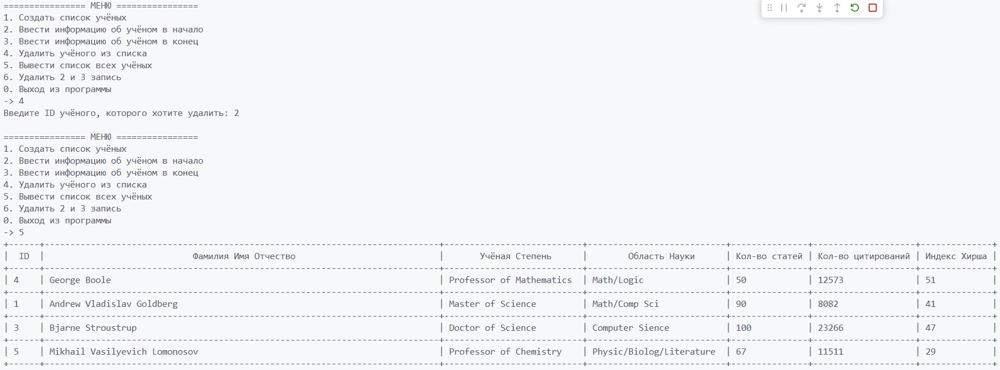 ================ МЕНЮ ================
1. Создать список учёных
2. Ввести информацию об учёном в начало
3. Ввести информацию об учёном в конец
4. Удалить учёного из списка
5. Вывести список всех учёных
6. Удалить 2 и 3 запись
0. Выход из программы
-> 4
Введите ID учёного, которого хотите удалить: 2
================ МЕНЮ ================
1. Создать список учёных
2. Ввести информацию об учёном в начало
3. Ввести информацию об учёном в конец
4. Удалить учёного из списка
5. Вывести список всех учёных
6. Удалить 2 и 3 запись
0. Выход из программы
-> 5
| ID | Фамилия Имя Отчество | Учёная Степень | Область Науки | Кол-во статей | Кол-во цитирований | Индекс Хирша |
| 4 | George Boole | Professor of Mathematics | Math/Logic | 50 | 12573 | 51 |
| 1 | Andrew Vladislav Goldberg | Master of Science | Math/Comp Sci | 90 | 8082 | 41 |
| 3 | Bjarne Stroustrup | Doctor of Science | Computer Sience | 100 | 23266 | 47 |
| 5 | Mikhail Vasilyevich Lomonosov | Professor of Chemistry | Physic/Biolog/Literature | 67 | 11511 | 29 |